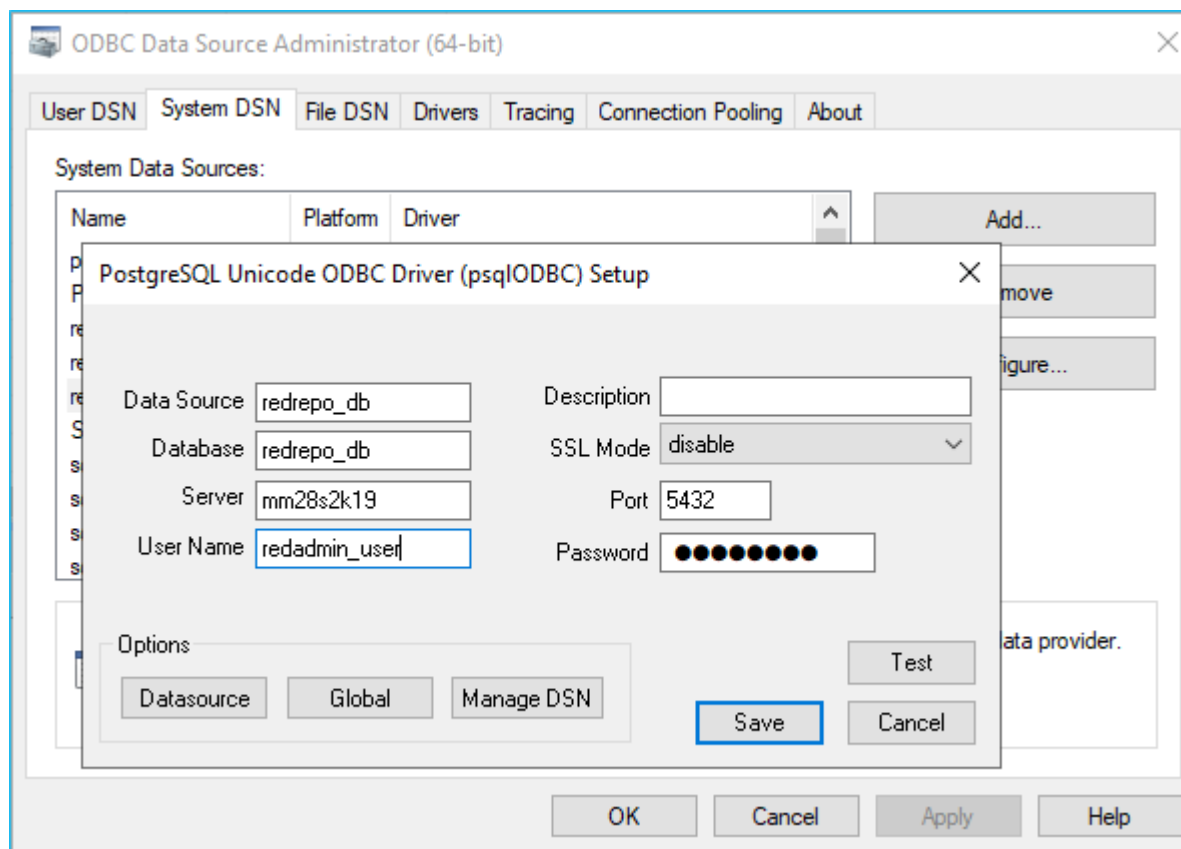 ODBC Data Source Administrator (64-bit)
User DSN System DSN File DSN Drivers Tracing Connection Pooling About
System Data Sources:
Name Platform Driver
Add...
PostgreSQL Unicode ODBC Driver (psqlODBC) Setup
Data Source redrepo_db
Description
Database redrepo_db
SSL Mode disable
Server mm28s2k19
Port 5432
User Name redadmin_user
Password ●●●●●●●●
Options
Datasource Global Manage DSN
Test
Save Cancel
data provider.
OK Cancel Apply Help